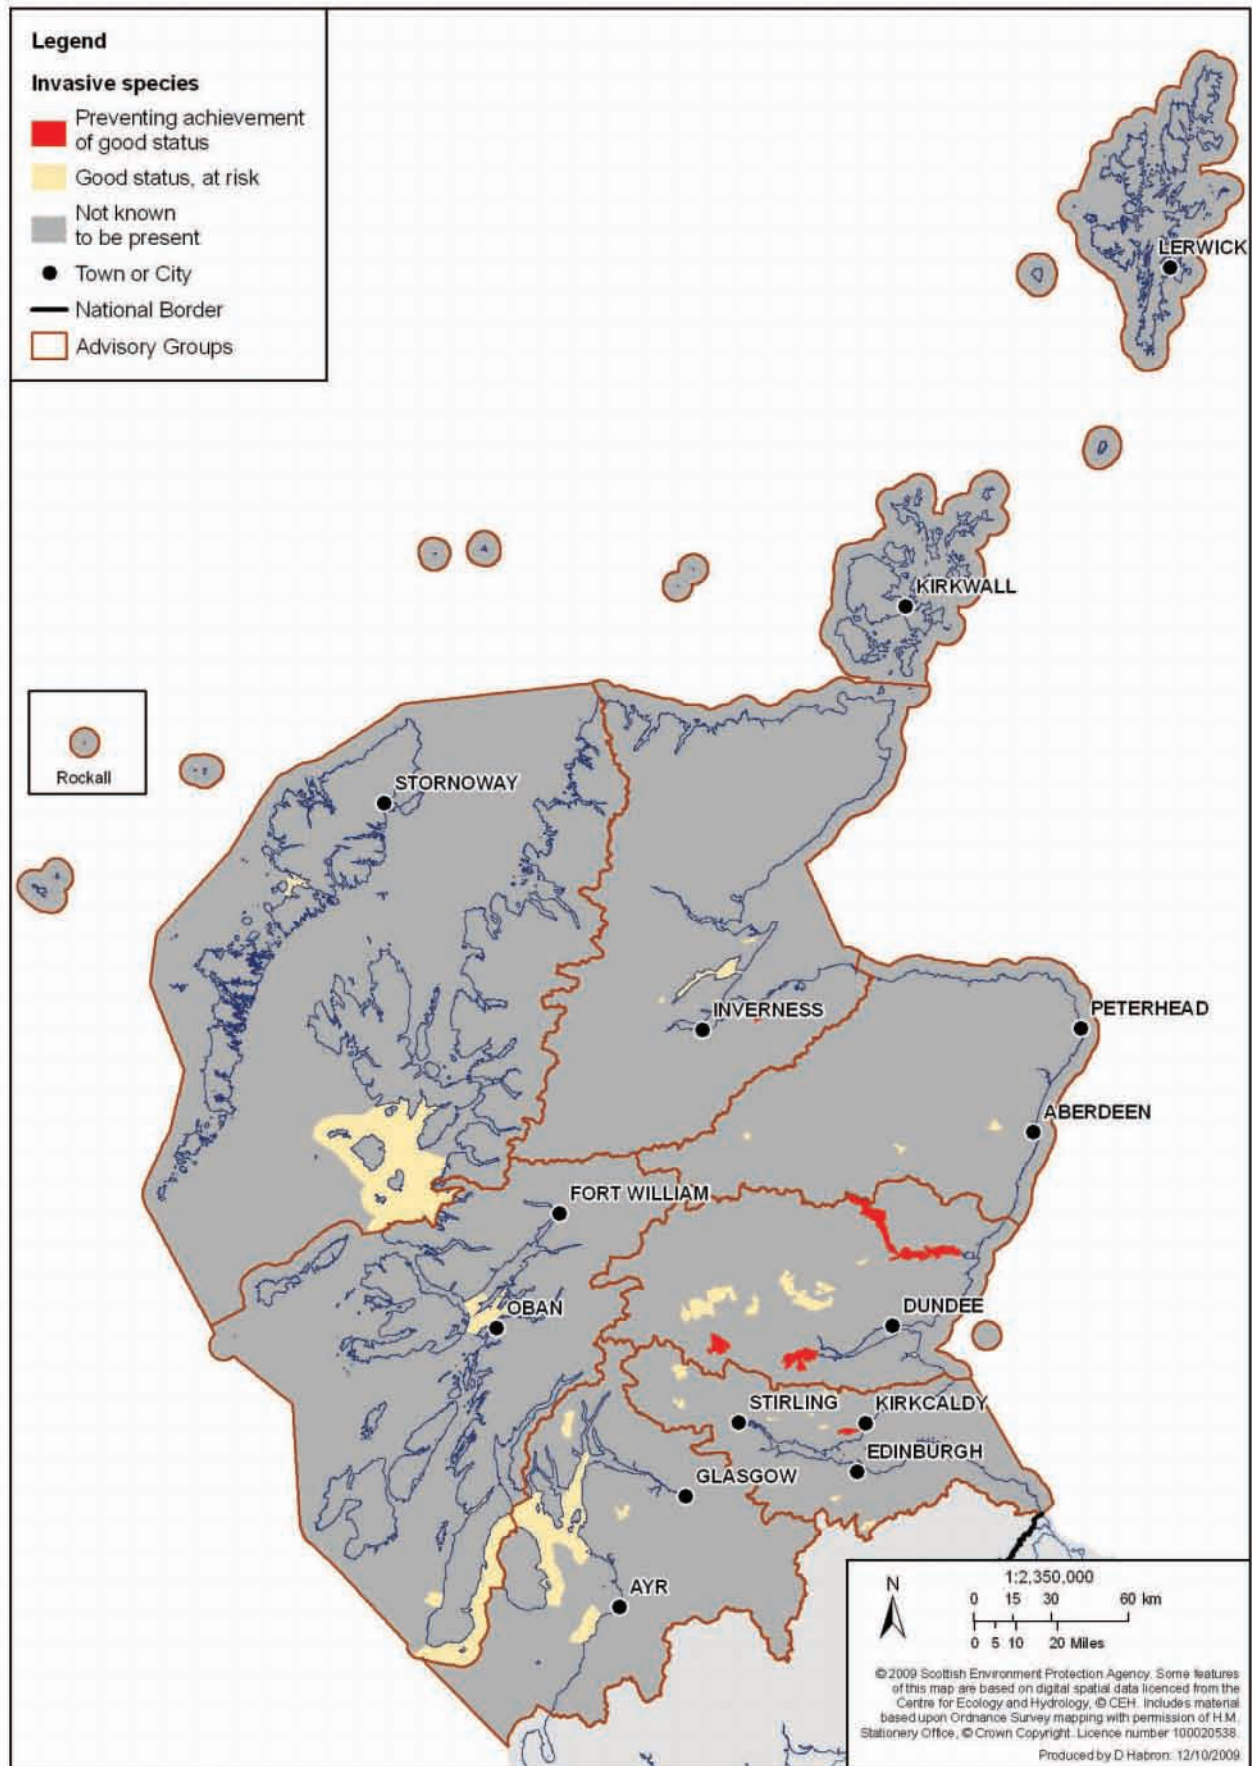 Legend
Invasive species
Preventing achievement
of good status
Good status, at risk
Not known
to be present
Town or City
National Border
Advisory Groups
LERWICK
KIRKWALL
Rockall
STORNOWAY
INVERNESS
PETERHEAD
ABERDEEN
FORT WILLIAM
OBAN
DUNDEE
STIRLING
KIRKCALDY
EDINBURGH
GLASGOW
AYR
N
1:2,350,000
0 15 30 60 km
0 5 10 20 Miles
© 2009 Scottish Environment Protection Agency. Some features
of this map are based on digital spatial data licenced from the
Centre for Ecology and Hydrology, © CEH. Includes material
based upon Ordnance Survey mapping with permission of H.M.
Stationery Office, © Crown Copyright. Licence number 100020538.
Produced by D Habron: 12/10/2009